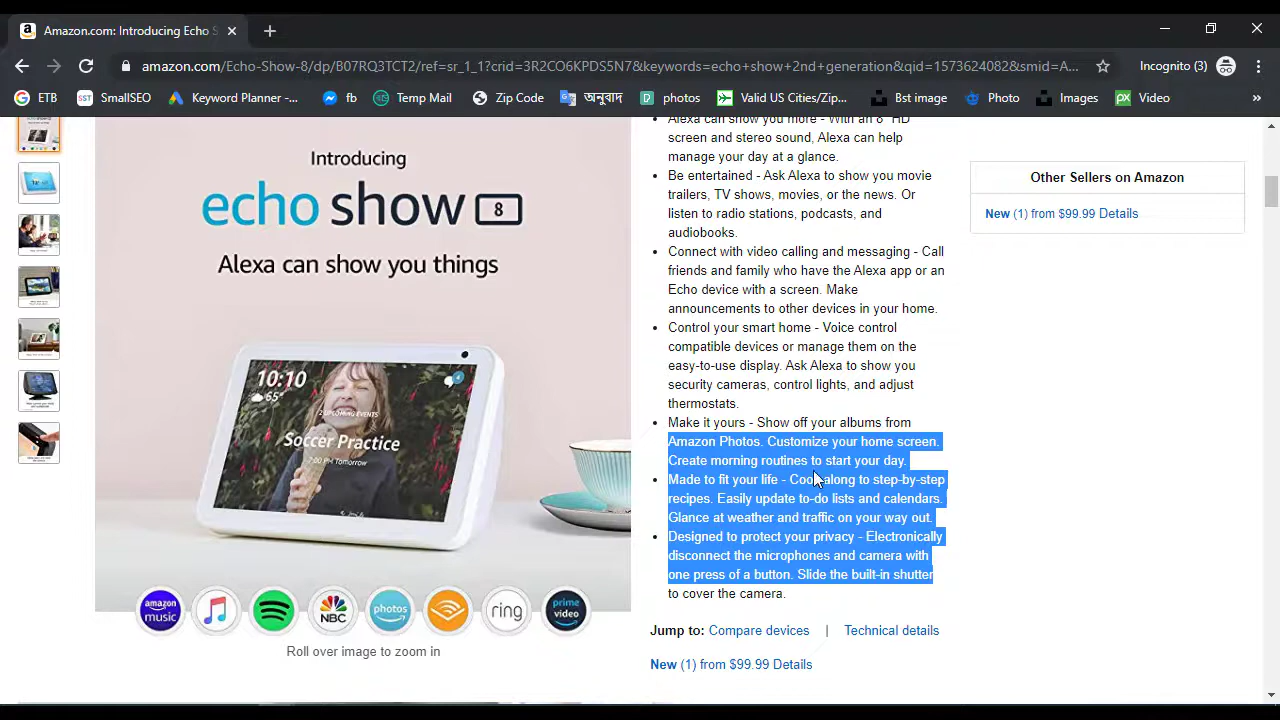 Amazon.com: Introducing Echo S
amazon.com/Echo-Show-8/dp/B07RQ3TCT2/ref=sr_1_1?crid=3R2CO6KPDS5N7&keywords=echo+show+2nd+generation&qid=1573624082&smid=A...
Incognito (3)
ETB
SmallSEO
Keyword Planner -...
fb
Temp Mail
Zip Code
অনুবাদ
photos
Valid US Cities/Zip...
Bst image
Photo
Images
Video
»
Introducing
echo show 8
Alexa can show you things
10:10
65°
2 UPCOMING EVENTS
Soccer Practice
7:00 PM Tomorrow
amazon music
NBC
photos
ring
prime video
Roll over image to zoom in
Alexa can show you more - With an 8" HD
screen and stereo sound, Alexa can help
manage your day at a glance.
Be entertained - Ask Alexa to show you movie
trailers, TV shows, movies, or the news. Or
listen to radio stations, podcasts, and
audiobooks.
Connect with video calling and messaging - Call
friends and family who have the Alexa app or an
Echo device with a screen. Make
announcements to other devices in your home.
Control your smart home - Voice control
compatible devices or manage them on the
easy-to-use display. Ask Alexa to show you
security cameras, control lights, and adjust
thermostats.
Make it yours - Show off your albums from
Amazon Photos. Customize your home screen.
Create morning routines to start your day.
Made to fit your life - Cook along to step-by-step
recipes. Easily update to-do lists and calendars.
Glance at weather and traffic on your way out.
Designed to protect your privacy - Electronically
disconnect the microphones and camera with
one press of a button. Slide the built-in shutter
to cover the camera.
Jump to: Compare devices | Technical details
New (1) from $99.99 Details
Other Sellers on Amazon
New (1) from $99.99 Details